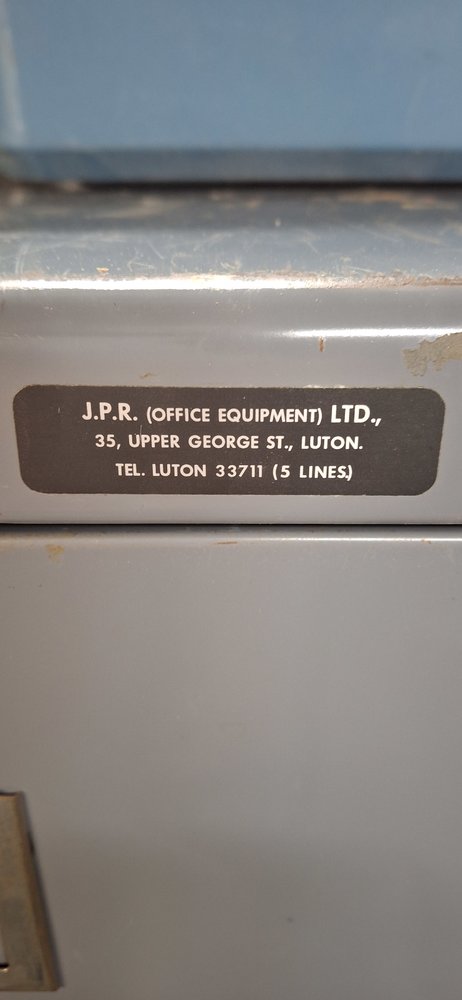 J.P.R. (OFFICE EQUIPMENT) LTD.,
35, UPPER GEORGE ST., LUTON.
TEL. LUTON 33711 (5 LINES.)